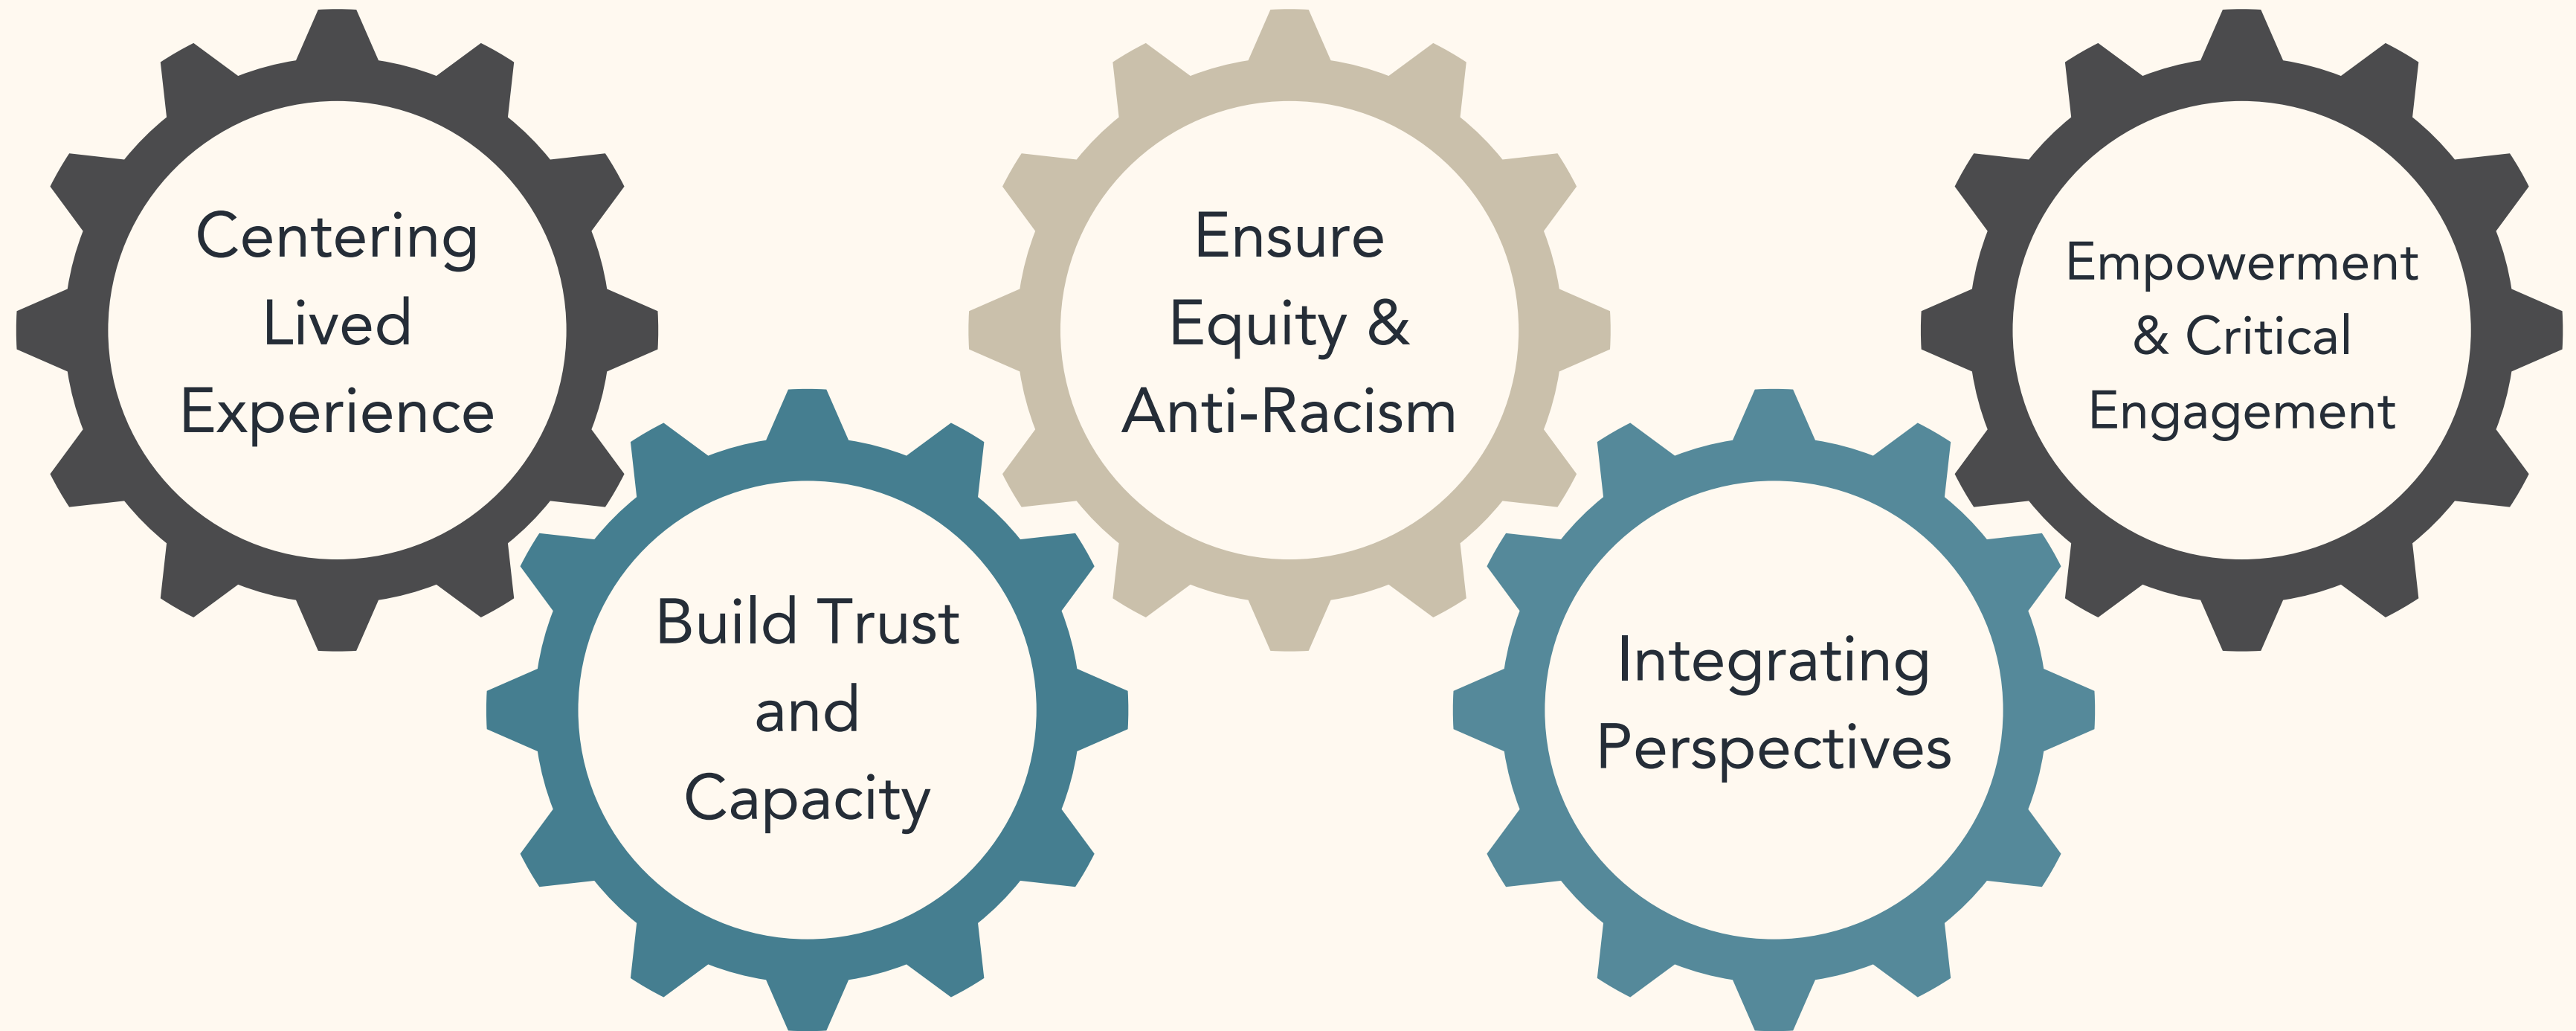 Centering
Lived
Experience
Build Trust
and
Capacity
Ensure
Equity &
Anti-Racism
Integrating
Perspectives
Empowerment
& Critical
Engagement